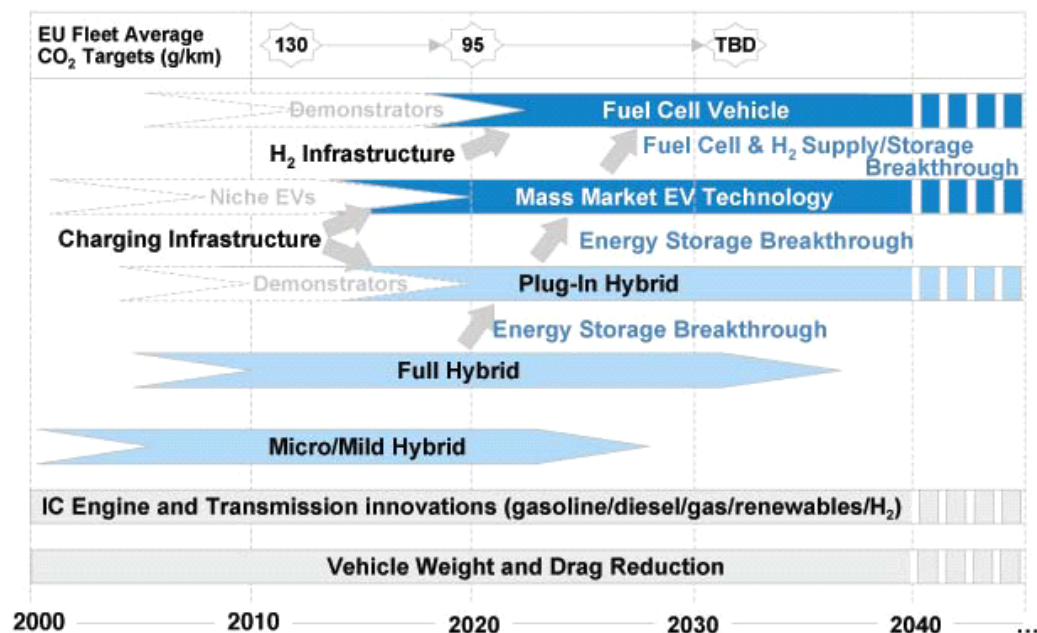 EU Fleet Average
CO₂ Targets (g/km)
130
95
TBD
Demonstrators
Fuel Cell Vehicle
H₂ Infrastructure
Fuel Cell & H₂ Supply/Storage
Breakthrough
Niche EVs
Mass Market EV Technology
Charging Infrastructure
Energy Storage Breakthrough
Demonstrators
Plug-In Hybrid
Energy Storage Breakthrough
Full Hybrid
Micro/Mild Hybrid
IC Engine and Transmission innovations (gasoline/diesel/gas/renewables/H₂)
Vehicle Weight and Drag Reduction
2000
2010
2020
2030
2040
...